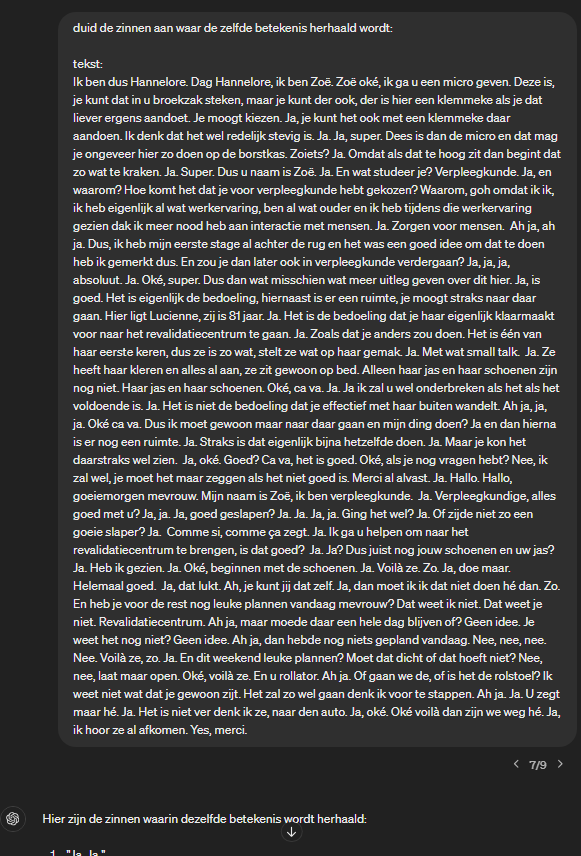 duid de zinnen aan waar de zelfde betekenis herhaald wordt:
tekst:
Ik ben dus Hannelore. Dag Hannelore, ik ben Zoë. Zoë oké, ik ga u een micro geven. Deze is,
je kunt dat in u broekzak steken, maar je kunt der ook, der is hier een klemmeke als je dat
liever ergens aandoet. Je moogt kiezen. Ja, je kunt het ook met een klemmeke daar
aandoen. Ik denk dat het wel redelijk stevig is. Ja. Ja, super. Dees is dan de micro en dat mag
je ongeveer hier zo doen op de borstkas. Zoiets? Ja. Omdat als dat te hoog zit dan begint dat
zo wat te kraken. Ja. Super. Dus u naam is Zoë. Ja. En wat studeer je? Verpleegkunde. Ja, en
waarom? Hoe komt het dat je voor verpleegkunde hebt gekozen? Waarom, goh omdat ik ik,
ik heb eigenlijk al wat werkervaring, ben al wat ouder en ik heb tijdens die werkervaring
gezien dak ik meer nood heb aan interactie met mensen. Ja. Zorgen voor mensen.  Ah ja, ah
ja. Dus, ik heb mijn eerste stage al achter de rug en het was een goed idee om dat te doen
heb ik gemerkt dus. En zou je dan later ook in verpleegkunde verdergaan? Ja, ja, ja,
absoluut. Ja. Oké, super. Dus dan wat misschien wat meer uitleg geven over dit hier. Ja, is
goed. Het is eigenlijk de bedoeling, hiernaast is er een ruimte, je moogt straks naar daar
gaan. Hier ligt Lucienne, zij is 81 jaar. Ja. Het is de bedoeling dat je haar eigenlijk klaarmaakt
voor naar het revalidatiecentrum te gaan. Ja. Zoals dat je anders zou doen. Het is één van
haar eerste keren, dus ze is zo wat, stelt ze wat op haar gemak. Ja. Met wat small talk.  Ja. Ze
heeft haar kleren en alles al aan, ze zit gewoon op bed. Alleen haar jas en haar schoenen zijn
nog niet. Haar jas en haar schoenen. Oké, ca va. Ja. Ja ik zal u wel onderbreken als het als het
voldoende is. Ja. Het is niet de bedoeling dat je effectief met haar buiten wandelt. Ah ja, ja,
ja. Oké ca va. Dus ik moet gewoon maar naar daar gaan en mijn ding doen? Ja en dan hierna
is er nog een ruimte. Ja. Straks is dat eigenlijk bijna hetzelfde doen. Ja. Maar je kon het
daarstraks wel zien.  Ja, oké. Goed? Ca va, het is goed. Oké, als je nog vragen hebt? Nee, ik
zal wel, je moet het maar zeggen als het niet goed is. Merci al alvast. Ja. Hallo. Hallo,
goeiemorgen mevrouw. Mijn naam is Zoë, ik ben verpleegkunde.  Ja. Verpleegkundige, alles
goed met u? Ja, ja. Ja, goed geslapen? Ja. Ja. Ja, ja. Ging het wel? Ja. Of zijde niet zo een
goeie slaper? Ja.  Comme si, comme ça zegt. Ja. Ik ga u helpen om naar het
revalidatiecentrum te brengen, is dat goed?  Ja. Ja? Dus juist nog jouw schoenen en uw jas?
Ja. Heb ik gezien. Ja. Oké, beginnen met de schoenen. Ja. Voilà ze. Zo. Ja, doe maar.
Helemaal goed.  Ja, dat lukt. Ah, je kunt jij dat zelf. Ja, dan moet ik ik dat niet doen hé dan. Zo.
En heb je voor de rest nog leuke plannen vandaag mevrouw? Dat weet ik niet. Dat weet je
niet. Revalidatiecentrum. Ah ja, maar moede daar een hele dag blijven of? Geen idee. Je
weet het nog niet? Geen idee. Ah ja, dan hebde nog niets gepland vandaag. Nee, nee, nee.
Nee. Voilà ze, zo. Ja. En dit weekend leuke plannen? Moet dat dicht of dat hoeft niet? Nee,
nee, laat maar open. Oké, voilà ze. En u rollator. Ah ja. Of gaan we de, of is het de rolstoel? Ik
weet niet wat dat je gewoon zijt. Het zal zo wel gaan denk ik voor te stappen. Ah ja. Ja. U zegt
maar hé. Ja. Het is niet ver denk ik ze, naar den auto. Ja, oké. Oké voilà dan zijn we weg hé. Ja,
ik hoor ze al afkomen. Yes, merci.
7/9
Hier zijn de zinnen waarin dezelfde betekenis wordt herhaald:
1. "Ja. Ja."